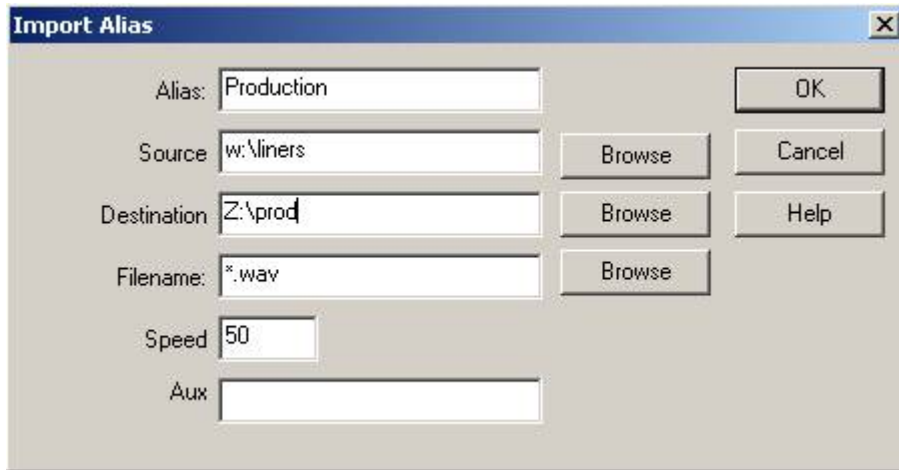 Import Alias
Alias: Production OK
Source w:\liners Browse Cancel
Destination Z:\prod Browse Help
Filename: *.wav Browse
Speed 50
Aux